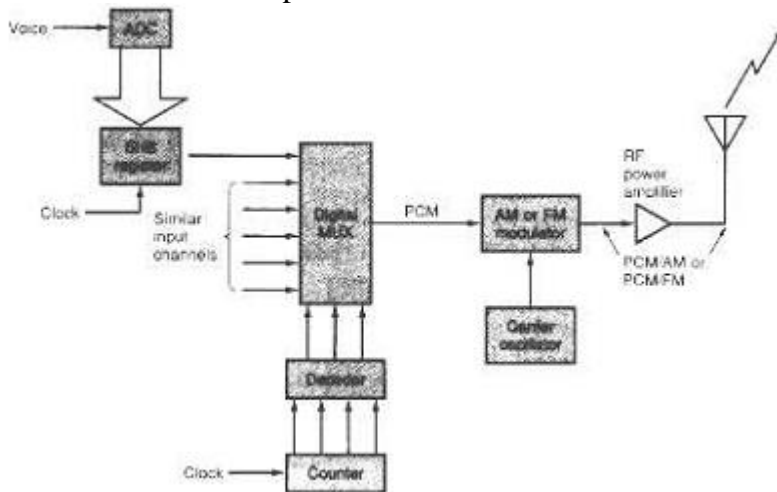 ADC
Voice
Shift
register
Clock
Similar
input
channels
Digital
MUX
PCM
AM or FM
modulator
RF
power
amplifier
PCM/AM or
PCM/FM
Carrier
oscillator
Decoder
Clock
Counter